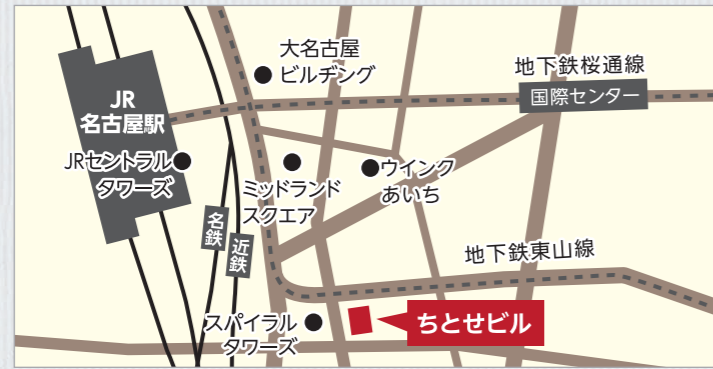 大名古屋
ビルヂング
地下鉄桜通線
国際センター
JR
名古屋駅
JRセントラル
タワーズ
ミッドランド
スクエア
ウインク
あいち
名鉄
近鉄
地下鉄東山線
スパイラル
タワーズ
ちとせビル